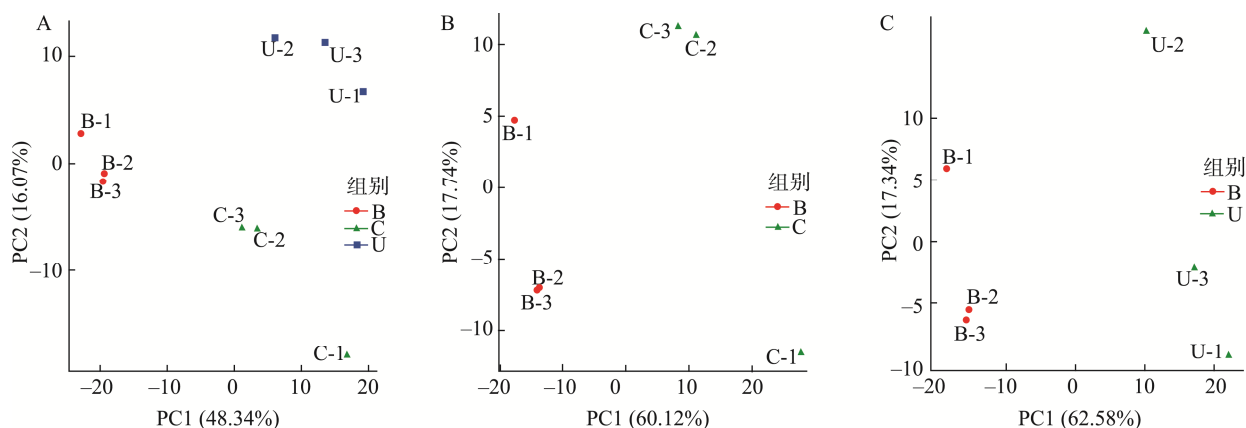 A
10
0
−10
PC2 (16.07%)
U-2
U-3
U-1
B-1
B-2
B-3
C-3
C-2
C-1
组别
B
C
U
−20
−10
0
10
20
PC1 (48.34%)
B
10
5
0
−5
−10
PC2 (17.74%)
C-3
C-2
B-1
B-2
B-3
C-1
组别
B
C
−20
−10
0
10
20
PC1 (60.12%)
C
10
5
0
−5
−10
PC2 (17.34%)
U-2
B-1
U-3
B-2
B-3
U-1
组别
B
U
−20
−10
0
10
20
PC1 (62.58%)